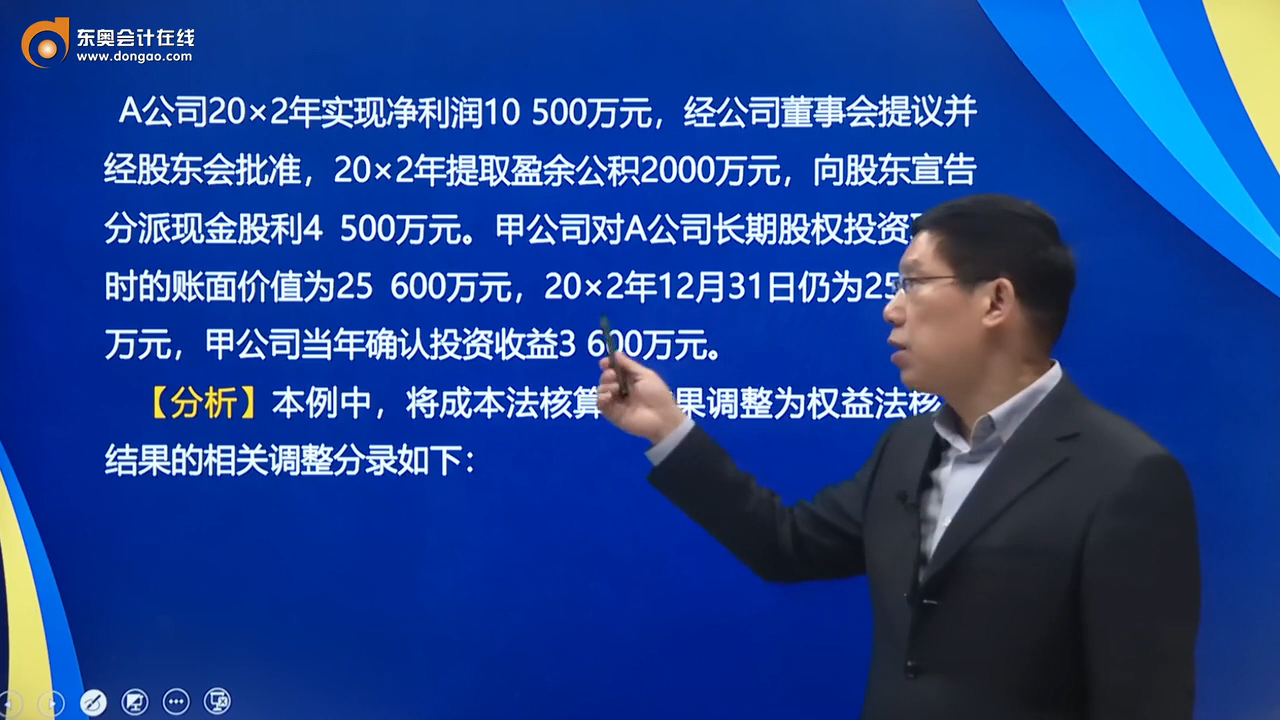 东奥会计在线
www.dongao.com
A公司20×2年实现净利润10 500万元，经公司董事会提议并
经股东会批准，20×2年提取盈余公积2000万元，向股东宣告
分派现金股利4 500万元。甲公司对A公司长期股权投资
时的账面价值为25 600万元，20×2年12月31日仍为25
万元，甲公司当年确认投资收益3 600万元。
【分析】本例中，将成本法核算 果调整为权益法核
结果的相关调整分录如下：